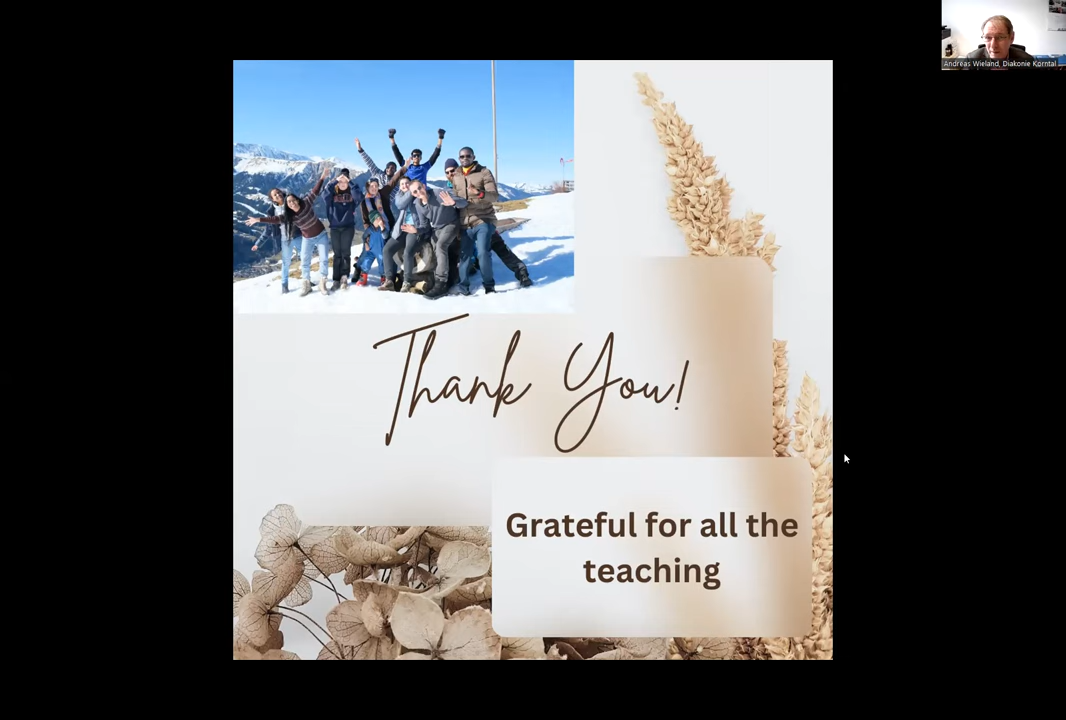 Andreas Wieland, Diakonie Korntal
Thank You!
Grateful for all the
teaching